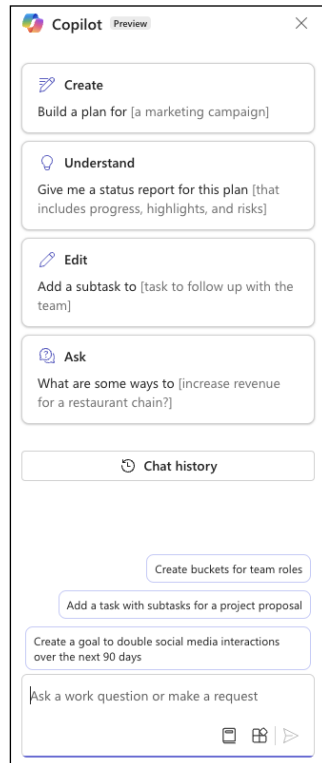 Copilot Preview
Create
Build a plan for [a marketing campaign]
Understand
Give me a status report for this plan [that
includes progress, highlights, and risks]
Edit
Add a subtask to [task to follow up with the
team]
Ask
What are some ways to [increase revenue
for a restaurant chain?]
Chat history
Create buckets for team roles
Add a task with subtasks for a project proposal
Create a goal to double social media interactions
over the next 90 days
Ask a work question or make a request